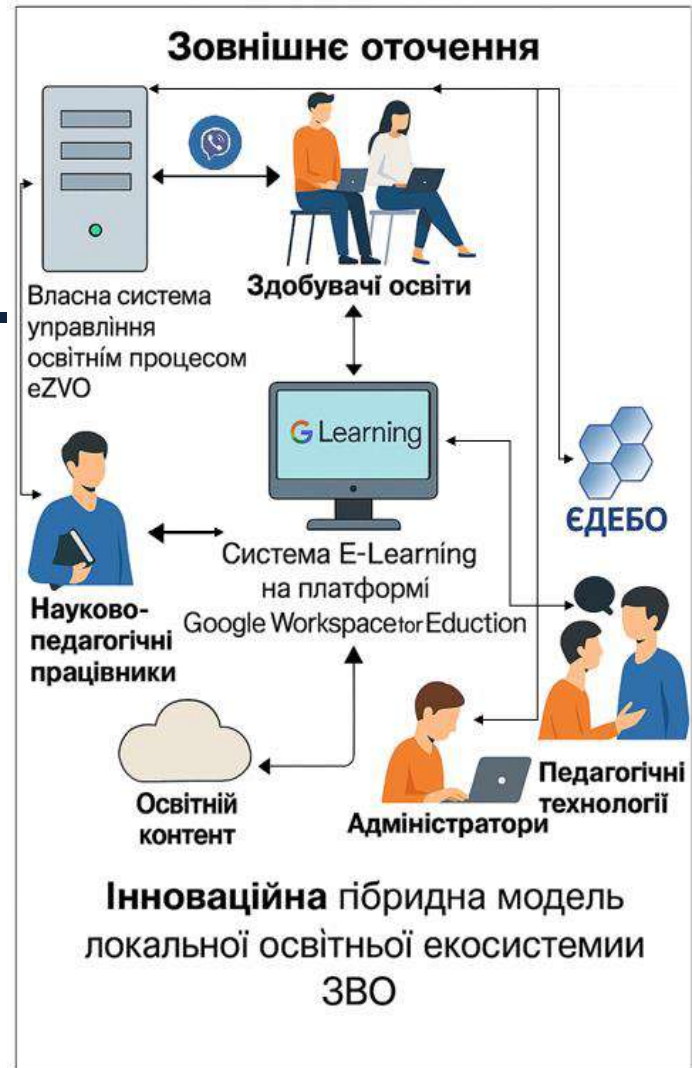 Зовнішнє оточення
Власна система
управління
освітнім процесом
eZVO
Здобувачі освіти
G Learning
ЄДЕБО
Система E-Learning
на платформі
Google Workspace for Eduction
Науково-
педагогічні
працівники
Освітній
контент
Адміністратори
Педагогічні
технології
Інноваційна гібридна модель
локальної освітньої екосистемии
ЗВО